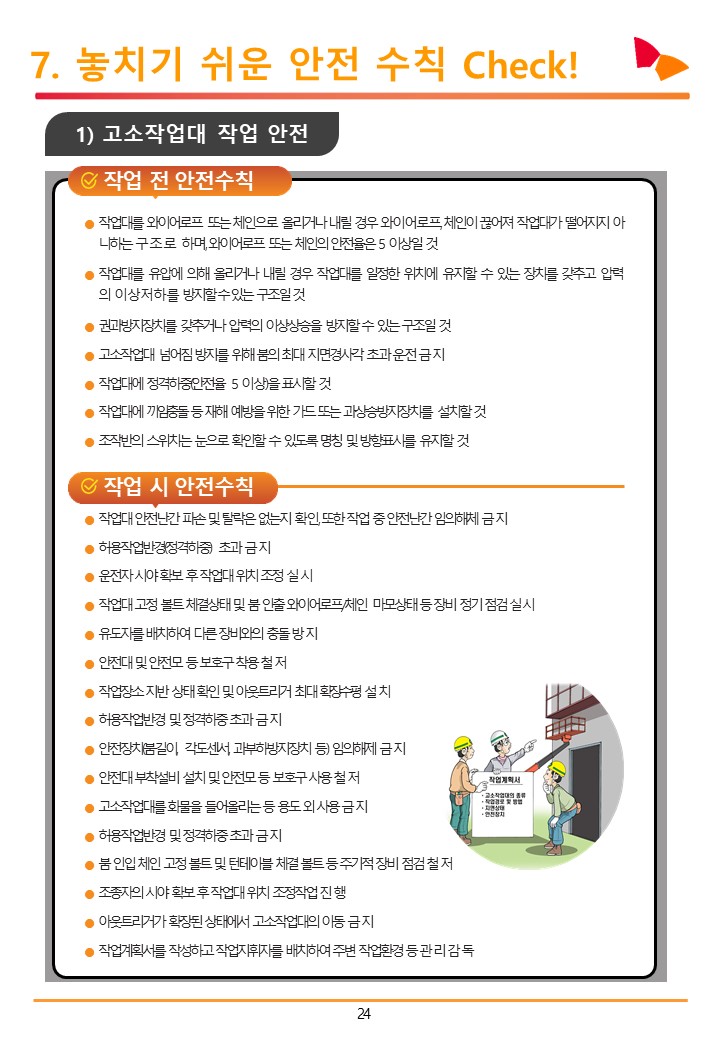 7. 놓치기 쉬운 안전 수칙 Check!
1) 고소작업대 작업 안전
작업 전 안전수칙
● 작업대를 와이어로프 또는 체인으로 올리거나 내릴 경우 와이어로프, 체인이 끊어져 작업대가 떨어지지 아
니하는 구조로 하며, 와이어로프 또는 체인의 안전율은 5 이상일 것
● 작업대를 유압에 의해 올리거나 내릴 경우 작업대를 일정한 위치에 유지할 수 있는 장치를 갖추고 압력
의 이상저하를 방지할 수 있는 구조일 것
● 권과방지장치를 갖추거나 압력의 이상상승을 방지할 수 있는 구조일 것
● 고소작업대 넘어짐 방지를 위해 붐의 최대 지면경사각 초과 운전 금지
● 작업대에 정격하중(안전율 5 이상)을 표시할 것
● 작업대에 끼임·충돌 등 재해 예방을 위한 가드 또는 과상승방지장치를 설치할 것
● 조작반의 스위치는 눈으로 확인할 수 있도록 명칭 및 방향표시를 유지할 것
작업 시 안전수칙
● 작업대 안전난간 파손 및 탈락은 없는지 확인, 또한 작업 중 안전난간 임의해체 금지
● 허용작업반경(정격하중) 초과 금지
● 운전자 시야 확보 후 작업대 위치 조정 실시
● 작업대 고정 볼트 체결상태 및 붐 인출 와이어로프/체인 마모상태 등 장비 정기 점검 실시
● 유도자를 배치하여 다른 장비와의 충돌 방지
● 안전대 및 안전모 등 보호구 착용 철저
● 작업장소 지반 상태 확인 및 아웃트리거 최대 확장·수평 설치
● 허용작업반경 및 정격하중 초과 금지
● 안전장치(붐길이, 각도센서, 과부하방지장치 등) 임의해제 금지
● 안전대 부착설비 설치 및 안전모 등 보호구 사용 철저
● 고소작업대를 화물을 들어올리는 등 용도 외 사용 금지
● 허용작업반경 및 정격하중 초과 금지
● 붐 인입 체인 고정 볼트 및 턴테이블 체결 볼트 등 주기적 장비 점검 철저
● 조종자의 시야 확보 후 작업대 위치 조정작업 진행
● 아웃트리거가 확장된 상태에서 고소작업대의 이동 금지
● 작업계획서를 작성하고 작업지휘자를 배치하여 주변 작업환경 등 관리감독
작업계획서
• 고소작업대의 종류
• 작업경로 및 방법
• 지면상태
• 안전장치
24